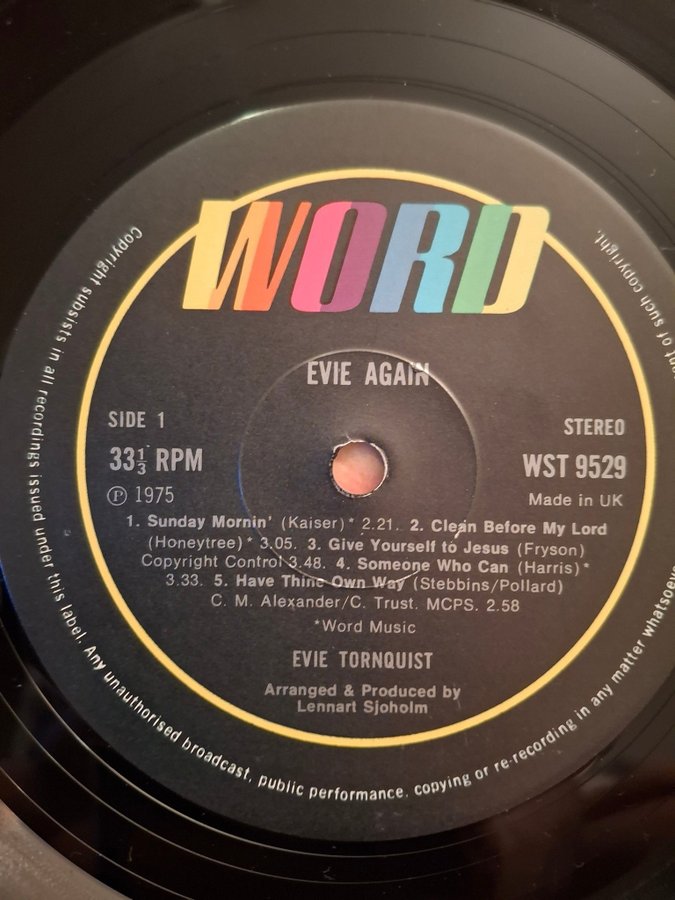 WORD
EVIE AGAIN
SIDE 1
STEREO
33⅓ RPM
WST 9529
Ⓟ 1975
Made in UK
1. Sunday Mornin' (Kaiser)* 2.21. 2. Clean Before My Lord
(Honeytree)* 3.05. 3. Give Yourself to Jesus (Fryson)
Copyright Control 3.48. 4. Someone Who Can (Harris)*
3.33. 5. Have Thine Own Way (Stebbins/Pollard)
C. M. Alexander/C. Trust. MCPS. 2.58
*Word Music
EVIE TORNQUIST
Arranged & Produced by
Lennart Sjoholm
Copyright subsists in all recordings issued under this label. Any unauthorised broadcast, public performance, copying or re-recording in any matter whatsoeve ent of such copyright.